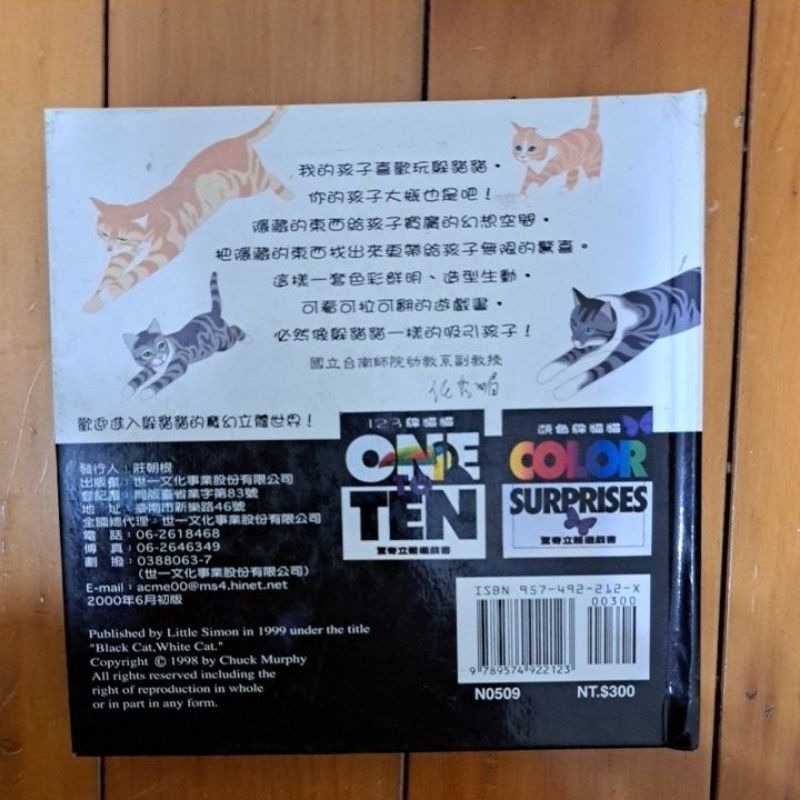 我的孩子喜歡玩躲貓貓。
你的孩子大概也是吧！
隱藏的東西給孩子寬廣的幻想空間。
把隱藏的東西找出來更帶給孩子無限的驚喜。
這樣一套色彩鮮明、造型生動。
可看可拉可翻的遊戲書。
必然像躲貓貓一樣的吸引孩子！
國立台南師院幼教系副教授
歡迎進入躲貓貓的魔幻立體世界！
發行人：莊朝根
出版者：世一文化事業股份有限公司
登記證：局版臺省業字第83號
地　址：臺南市新樂路46號
全國總代理：世一文化事業股份有限公司
電　話：06-2618468
傳　真：06-2646349
劃　撥：0388063-7
（世一文化事業股份有限公司）
E-mail：acme00@ms4.hinet.net
2000年6月初版
Published by Little Simon in 1999 under the title
"Black Cat.White Cat."
Copyright © 1998 by Chuck Murphy
All rights reserved including the
right of reproduction in whole
or in part in any form.
123躲貓貓
ONE
TO
TEN
驚奇立體遊戲書
顏色躲貓貓
COLOR
SURPRISES
驚奇立體遊戲書
ISBN 957-492-212-X
00300
9 789574 922123
N0509 NT.$300